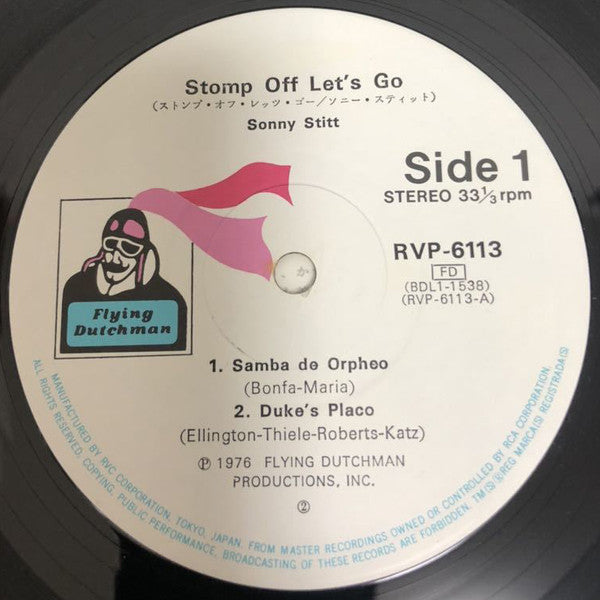 Stomp Off Let's Go
(ストンプ・オフ・レッツ・ゴー/ソニー・スティット)
Sonny Stitt
Side 1
STEREO 33⅓ rpm
RVP-6113
FD
(BDL1-1538)
(RVP-6113-A)
Flying
Dutchman
1. Samba de Orpheo
(Bonfa-Maria)
2. Duke's Placo
(Ellington-Thiele-Roberts-Katz)
Ⓟ 1976 FLYING DUTCHMAN
PRODUCTIONS, INC.
②
MANUFACTURED BY RVC CORPORATION, TOKYO, JAPAN, FROM MASTER RECORDINGS OWNED OR CONTROLLED BY RCA CORPORATION.
ALL RIGHTS RESERVED. COPYING, PUBLIC PERFORMANCE, BROADCASTING OF THESE RECORDS ARE FORBIDDEN. TM(S)ⓇREG MARCA(S) REGISTRADA(S)